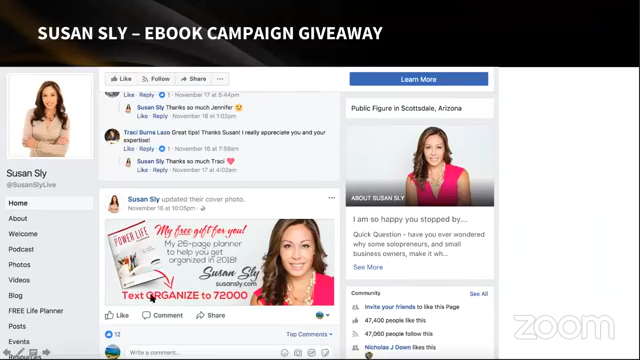 SUSAN SLY – EBOOK CAMPAIGN GIVEAWAY
Like
Follow
Share
Learn More
Like · Reply · 1 · November 17 at 5:44pm
Susan Sly Thanks so much Jennifer
Like · Reply · November 18 at 1:02pm
Traci Burns Lazo Great tips! Thanks Susan! I really appreciate you and your
expertise!
Like · Reply · 1 · November 16 at 7:59am
Susan Sly Thanks so much Traci
Like · Reply · November 17 at 4:02am
Susan Sly
@SusanSlyLive
Home
About
Welcome
Podcast
Photos
Videos
Blog
FREE Life Planner
Posts
Events
Resources
Susan Sly updated their cover photo.
November 16 at 10:05pm
POWER LIFE
My free gift for you!
My 26-page planner
to help you get
organized in 2018!
Susan Sly
susansly.com
Text ORGANIZE to 72000
Like
Comment
Share
12
Top Comments
Write a comment...
Public Figure in Scottsdale, Arizona
ABOUT SUSAN SLY
I am so happy you stopped by...
Quick Question - have you ever wondered
why some solopreneurs, and small
business owners, make it wh...
See More
Community
See All
Invite your friends to like this Page
47,400 people like this
47,060 people follow this
Nicholas J Down likes this
zoom